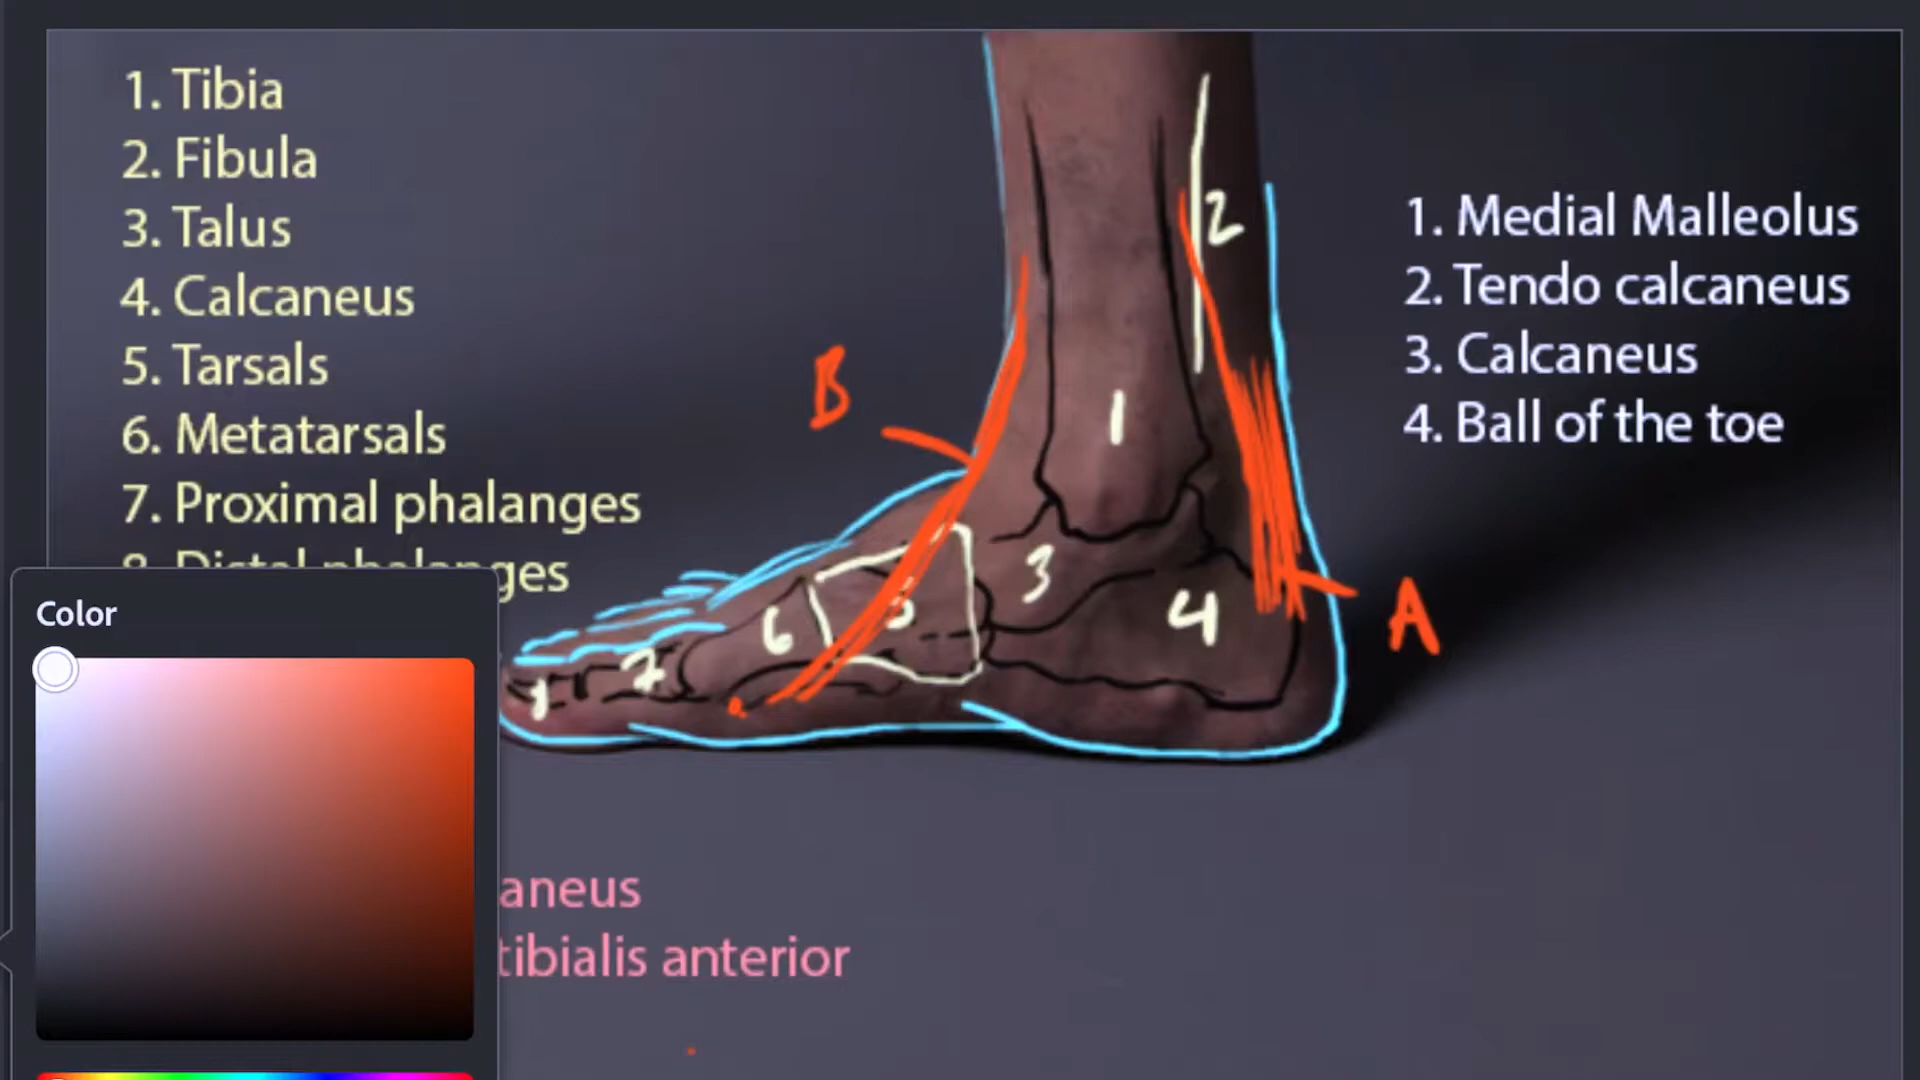 1. Tibia
2. Fibula
3. Talus
4. Calcaneus
5. Tarsals
6. Metatarsals
7. Proximal phalanges
nges
Color
aneus
tibialis anterior
1. Medial Malleolus
2. Tendo calcaneus
3. Calcaneus
4. Ball of the toe
2
B
1
3
4
A
6
7